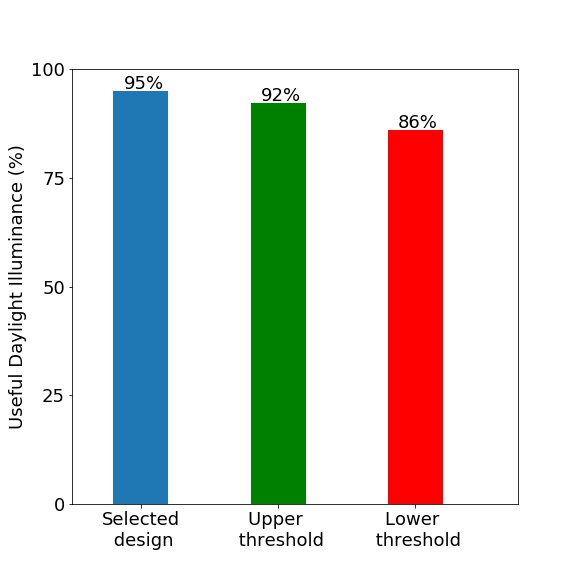 100
75
50
25
0
Useful Daylight Illuminance (%)
95%
92%
86%
Selected
design
Upper
threshold
Lower
threshold